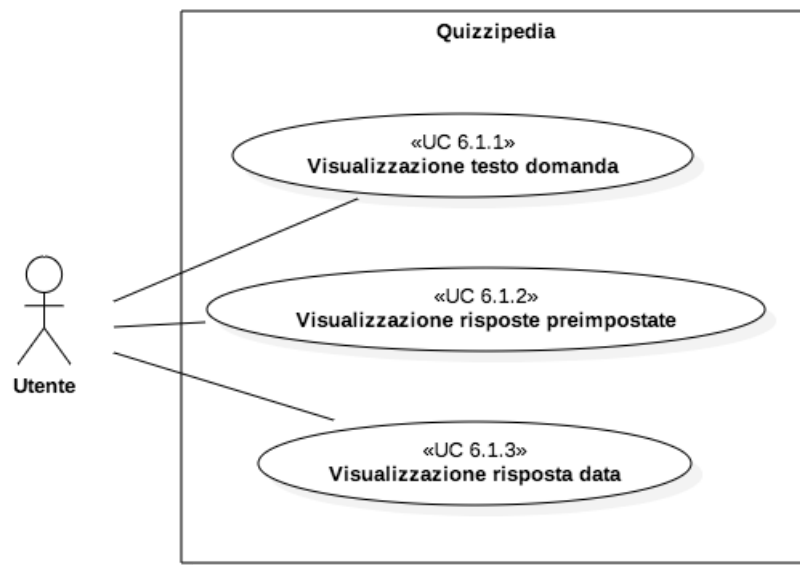 Quizzipedia
«UC 6.1.1»
Visualizzazione testo domanda
«UC 6.1.2»
Visualizzazione risposte preimpostate
Utente
«UC 6.1.3»
Visualizzazione risposta data